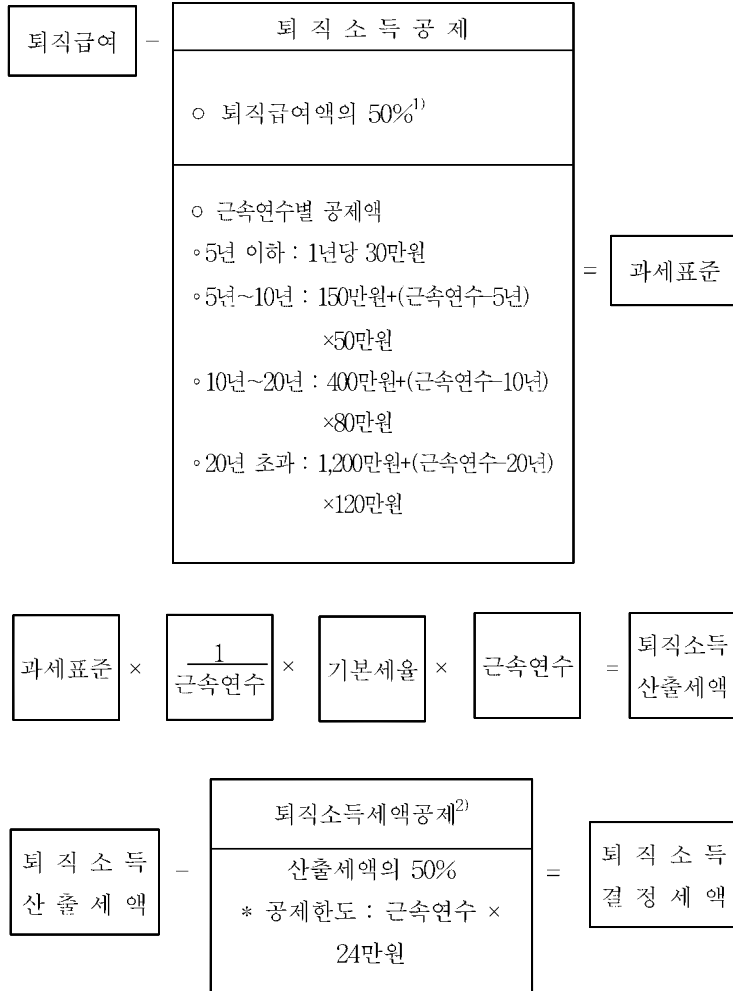 퇴직급여 − 퇴 직 소 득 공 제
○ 퇴직급여액의 50%1)
○ 근속연수별 공제액
∘5년 이하 : 1년당 30만원
∘5년~10년 : 150만원+(근속연수-5년)
×50만원
∘10년~20년 : 400만원+(근속연수-10년)
×80만원
∘20년 초과 : 1,200만원+(근속연수-20년)
×120만원
= 과세표준
과세표준 × 1/근속연수 × 기본세율 × 근속연수 = 퇴직소득
산출세액
퇴 직 소 득
산 출 세 액
−
퇴직소득세액공제2)
산출세액의 50%
* 공제한도 : 근속연수 ×
24만원
=
퇴 직 소 득
결 정 세 액